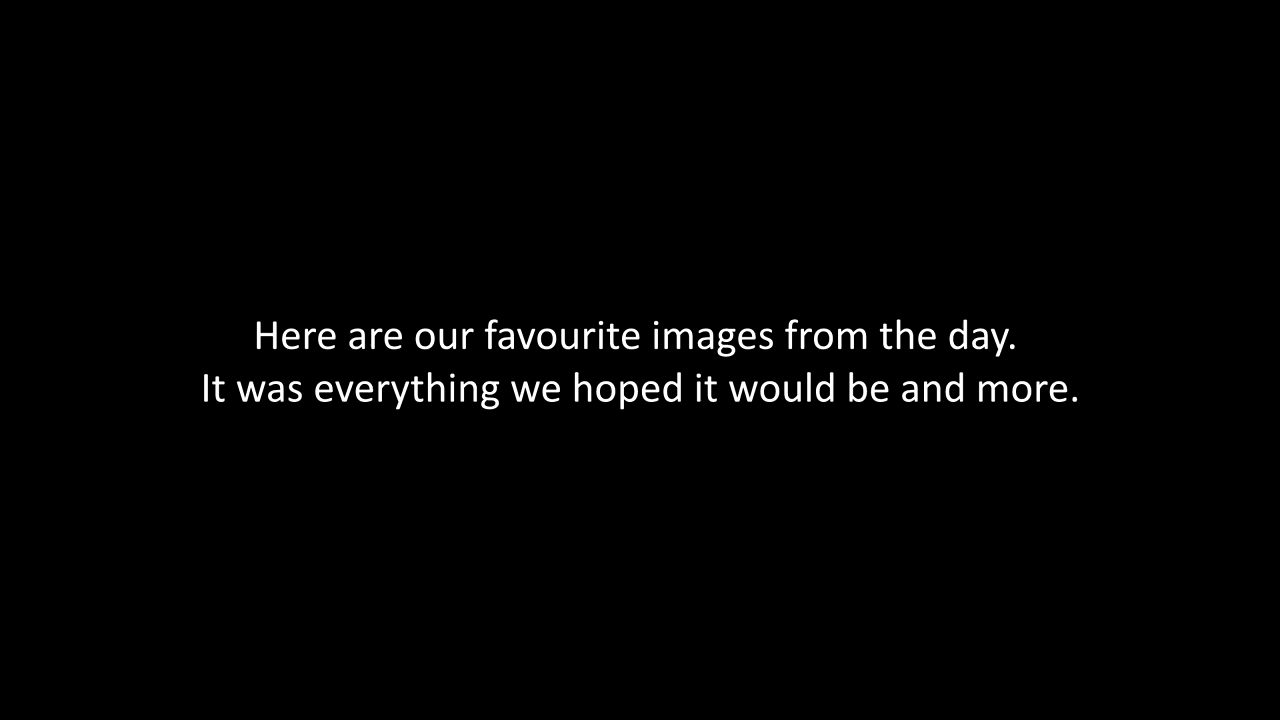 Here are our favourite images from the day.
It was everything we hoped it would be and more.